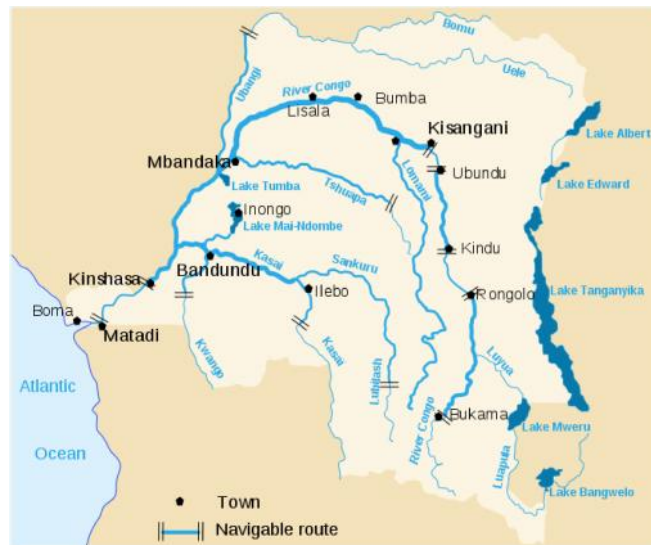 Bomu
Ubangi
Uele
River Congo
Lisala
Bumba
Kisangani
Lake Albert
Mbandaka
Ubundu
Lomami
Lake Tumba
Tshuapa
Lake Edward
Inongo
Lake Mai-Ndombe
Kindu
Kasai
Sankuru
Bandundu
Kinshasa
Ilebo
Rongolo
Lake Tanganyika
Boma
Matadi
Kwango
Kasai
Lubilash
Luvua
River Congo
Bukama
Lake Mweru
Atlantic
Ocean
Luapula
Lake Bangwelo
Town
Navigable route